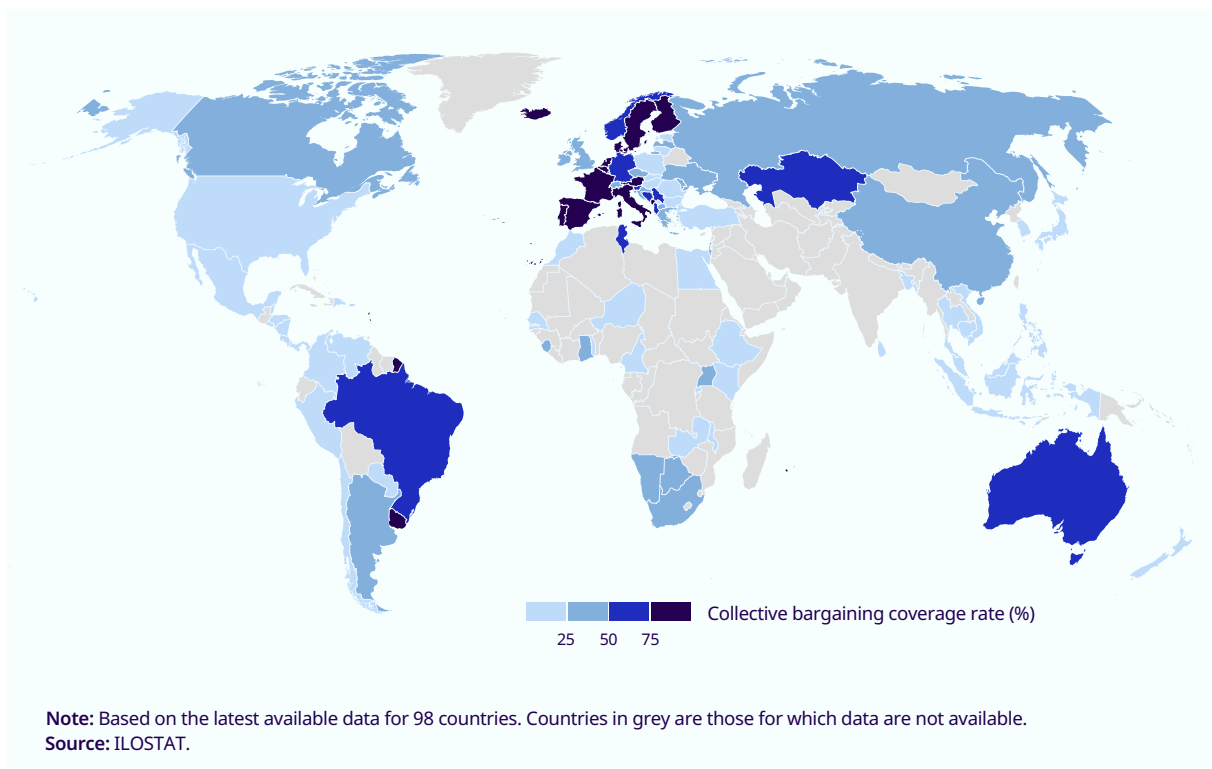 Collective bargaining coverage rate (%)
25 50 75
Note: Based on the latest available data for 98 countries. Countries in grey are those for which data are not available.
Source: ILOSTAT.